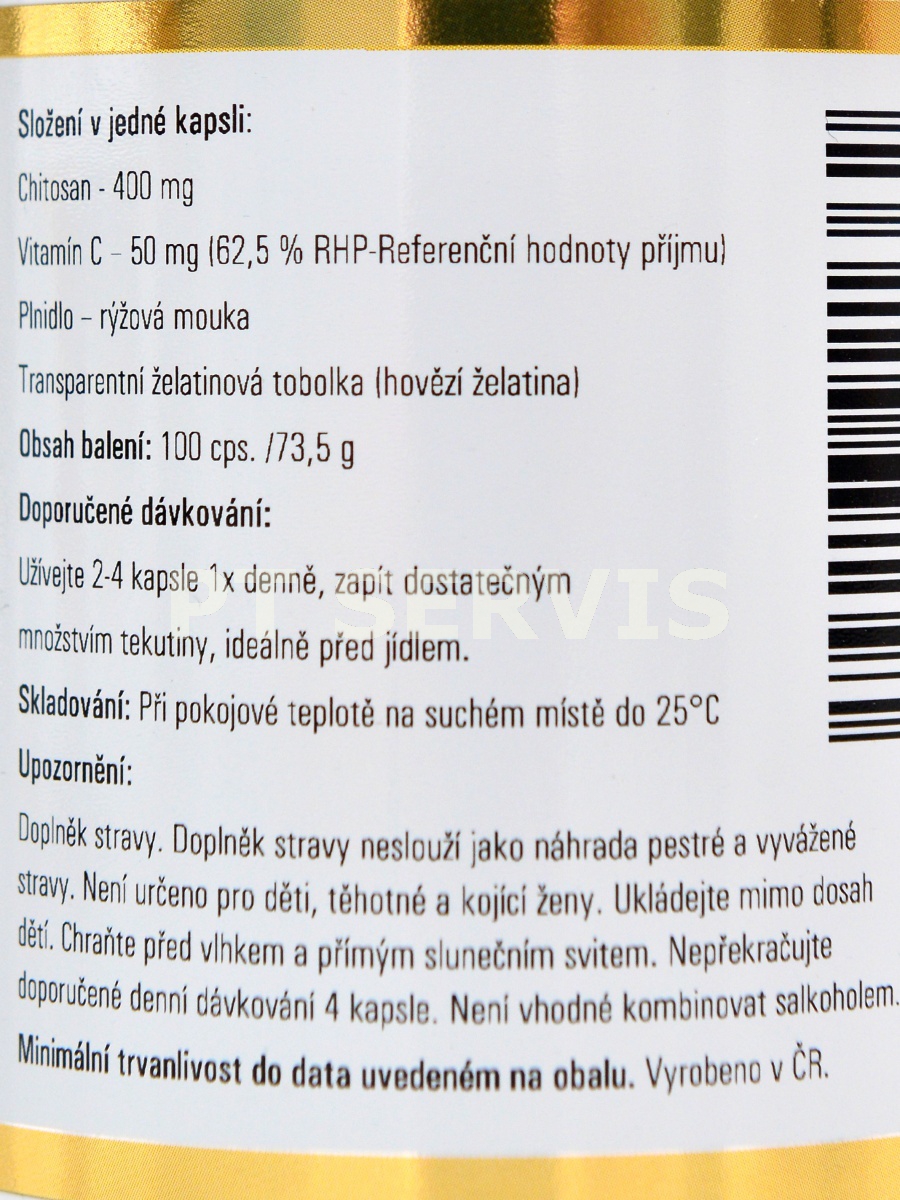 Složení v jedné kapsli:
Chitosan - 400 mg
Vitamín C – 50 mg (62,5 % RHP-Referenční hodnoty příjmu)
Plnidlo – rýžová mouka
Transparentní želatinová tobolka (hovězí želatina)
Obsah balení: 100 cps. /73,5 g
Doporučené dávkování:
Užívejte 2-4 kapsle 1x denně, zapít dostatečným
PT SERVIS
množstvím tekutiny, ideálně před jídlem.
Skladování: Při pokojové teplotě na suchém místě do 25°C
Upozornění:
Doplněk stravy. Doplněk stravy neslouží jako náhrada pestré a vyvážené
stravy. Není určeno pro děti, těhotné a kojící ženy. Ukládejte mimo dosah
dětí. Chraňte před vlhkem a přímým slunečním svitem. Nepřekračujte
doporučené denní dávkování 4 kapsle. Není vhodné kombinovat salkoholem.
Minimální trvanlivost do data uvedeném na obalu. Vyrobeno v ČR.